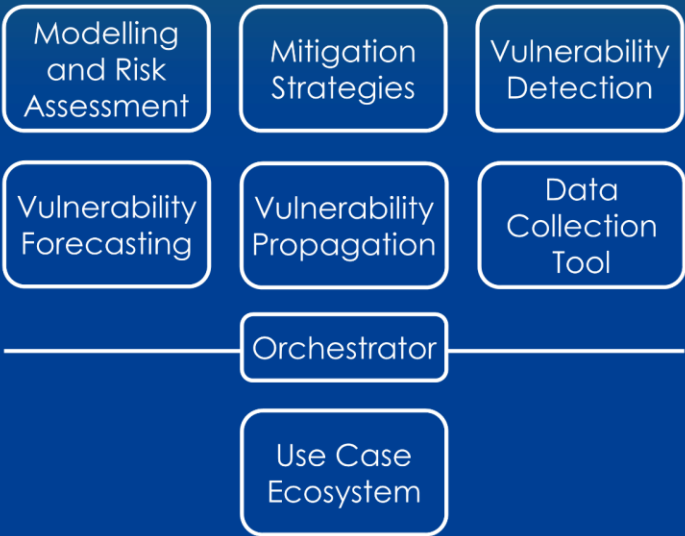 Modelling
and Risk
Assessment
Mitigation
Strategies
Vulnerability
Detection
Vulnerability
Forecasting
Vulnerability
Propagation
Data
Collection
Tool
Orchestrator
Use Case
Ecosystem